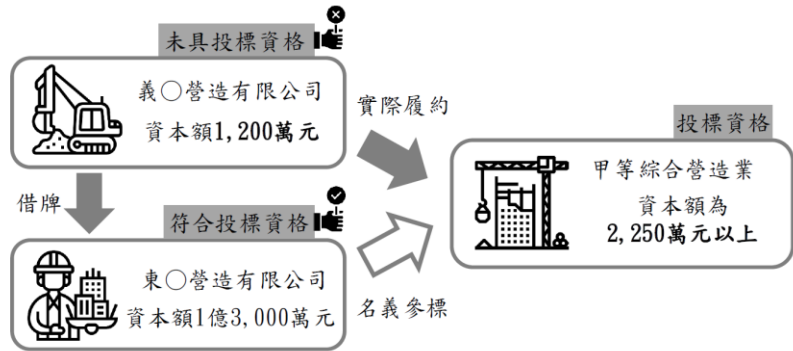 未具投標資格
義○營造有限公司
資本額1,200萬元
實際履約
投標資格
甲等綜合營造業
資本額為
2,250萬元以上
借牌
符合投標資格
東○營造有限公司
資本額1億3,000萬元
名義參標